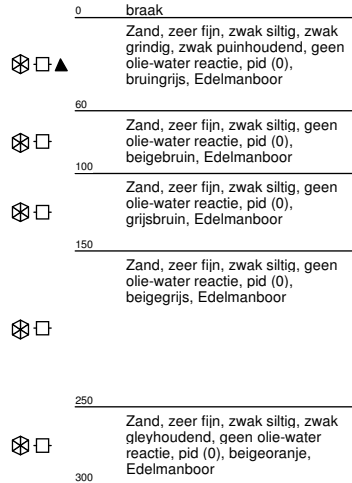 0 braak
Zand, zeer fijn, zwak siltig, zwak
grindig, zwak puinhoudend, geen
olie-water reactie, pid (0),
bruingrijs, Edelmanboor
60
Zand, zeer fijn, zwak siltig, geen
olie-water reactie, pid (0),
beigebruin, Edelmanboor
100
Zand, zeer fijn, zwak siltig, geen
olie-water reactie, pid (0),
grijsbruin, Edelmanboor
150
Zand, zeer fijn, zwak siltig, geen
olie-water reactie, pid (0),
beigegrijs, Edelmanboor
250
Zand, zeer fijn, zwak siltig, zwak
gleyhoudend, geen olie-water
reactie, pid (0), beigeoranje,
Edelmanboor
300